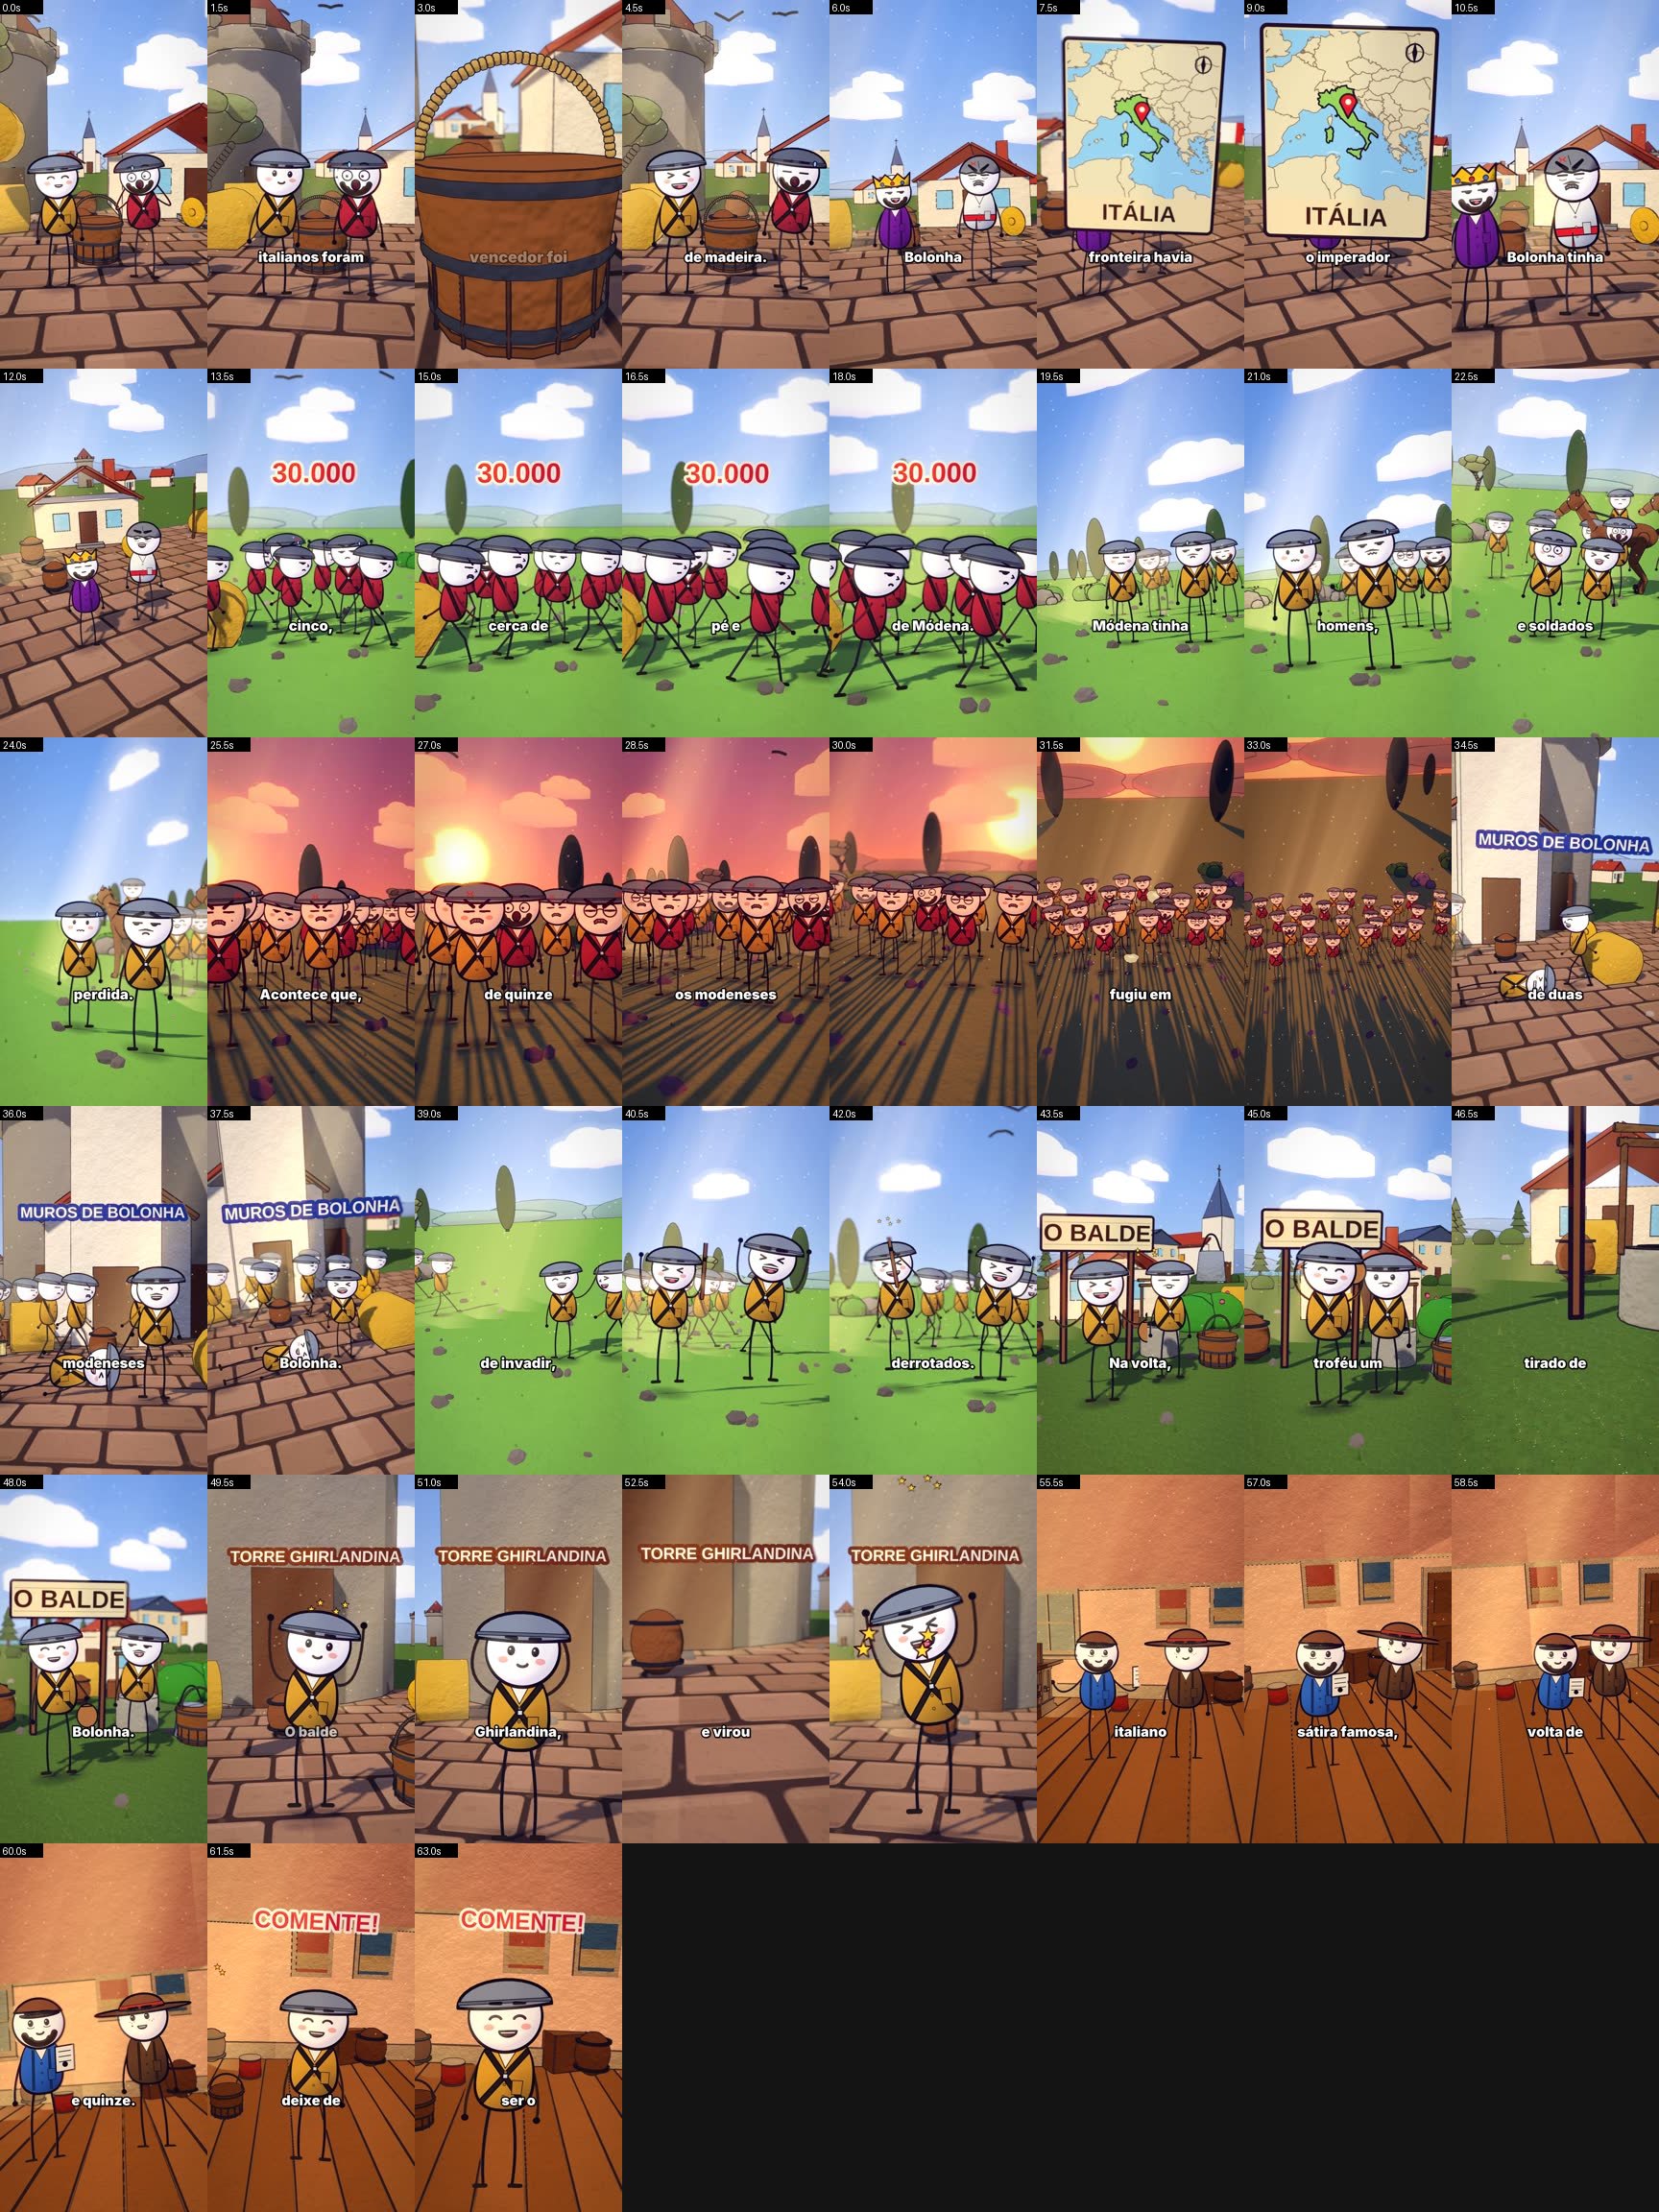 0.0s
1.5s
italianos foram
3.0s
vencedor foi
4.5s
de madeira.
6.0s
Bolonha
7.5s
ITÁLIA
fronteira havia
9.0s
ITÁLIA
o imperador
10.5s
Bolonha tinha
12.0s
13.5s
30.000
cinco,
15.0s
30.000
cerca de
16.5s
30.000
pé e
18.0s
30.000
de Módena.
19.5s
Módena tinha
21.0s
homens,
22.5s
e soldados
24.0s
perdida.
25.5s
Acontece que,
27.0s
de quinze
28.5s
os modeneses
30.0s
31.5s
fugiu em
33.0s
34.5s
MUROS DE BOLONHA
de duas
36.0s
MUROS DE BOLONHA
modeneses
37.5s
MUROS DE BOLONHA
Bolonha.
39.0s
de invadir,
40.5s
42.0s
derrotados.
43.5s
O BALDE
Na volta,
45.0s
O BALDE
troféu um
46.5s
tirado de
48.0s
O BALDE
Bolonha.
49.5s
TORRE GHIRLANDINA
O balde
51.0s
TORRE GHIRLANDINA
Ghirlandina,
52.5s
TORRE GHIRLANDINA
e virou
54.0s
TORRE GHIRLANDINA
55.5s
italiano
57.0s
sátira famosa,
58.5s
volta de
60.0s
e quinze.
61.5s
COMENTE!
deixe de
63.0s
COMENTE!
ser o